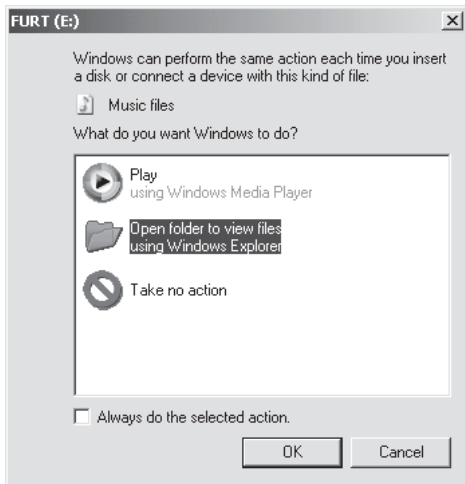 FURT (E:)
Windows can perform the same action each time you insert
a disk or connect a device with this kind of file:
Music files
What do you want Windows to do?
Play
using Windows Media Player
Open folder to view files
using Windows Explorer
Take no action
Always do the selected action.
OK
Cancel